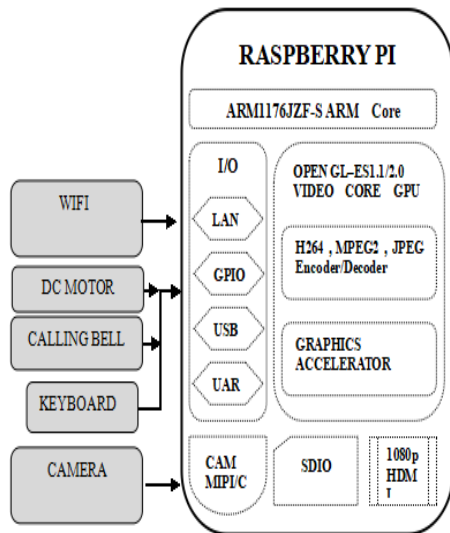 RASPBERRY PI
ARM1176JZF-S ARM Core
I/O
LAN
GPIO
USB
UAR
OPEN GL-ES1.1/2.0
VIDEO CORE GPU
H264 , MPEG2 , JPEG
Encoder/Decoder
GRAPHICS
ACCELERATOR
WIFI
DC MOTOR
CALLING BELL
KEYBOARD
CAMERA
CAM
MIPI/C
SDIO
1080p
HDM
I